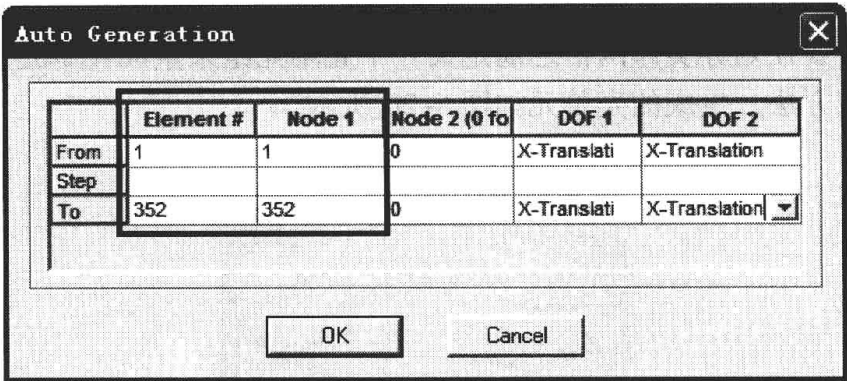 Auto Generation
Element # Node 1 Node 2 (0 fo DOF 1 DOF 2
From 1 1 0 X-Translati X-Translation
Step
To 352 352 0 X-Translati X-Translation
OK Cancel